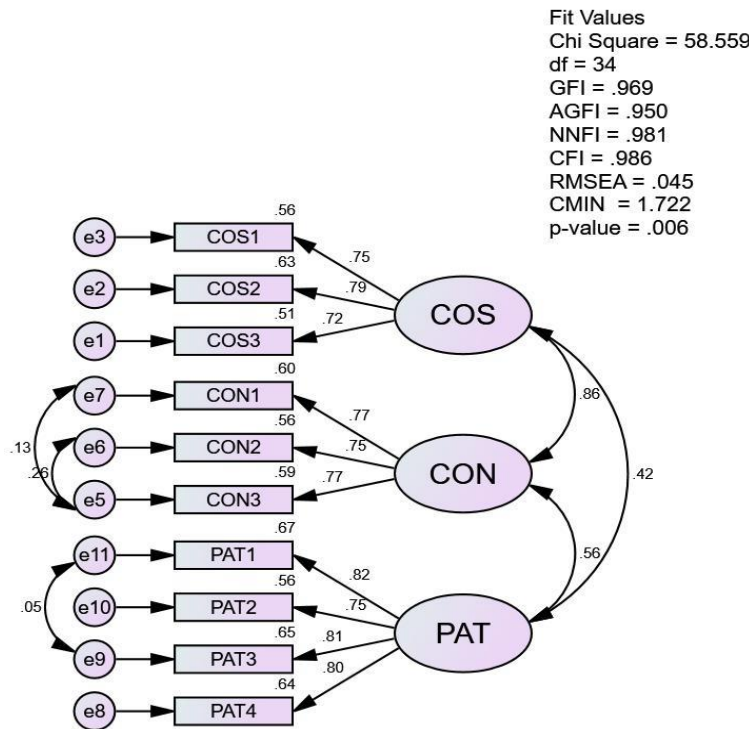 Fit Values
Chi Square = 58.559
df = 34
GFI = .969
AGFI = .950
NNFI = .981
CFI = .986
RMSEA = .045
CMIN = 1.722
p-value = .006
.56
e3
COS1
.75
.63
e2
COS2
.79
.51
e1
COS3
.72
COS
.60
e7
CON1
.77
.86
.13
.56
e6
CON2
.75
.26
.59
e5
CON3
.77
CON
.42
.67
e11
PAT1
.82
.56
.56
e10
PAT2
.75
.05
.65
e9
PAT3
.81
PAT
.64
.80
e8
PAT4